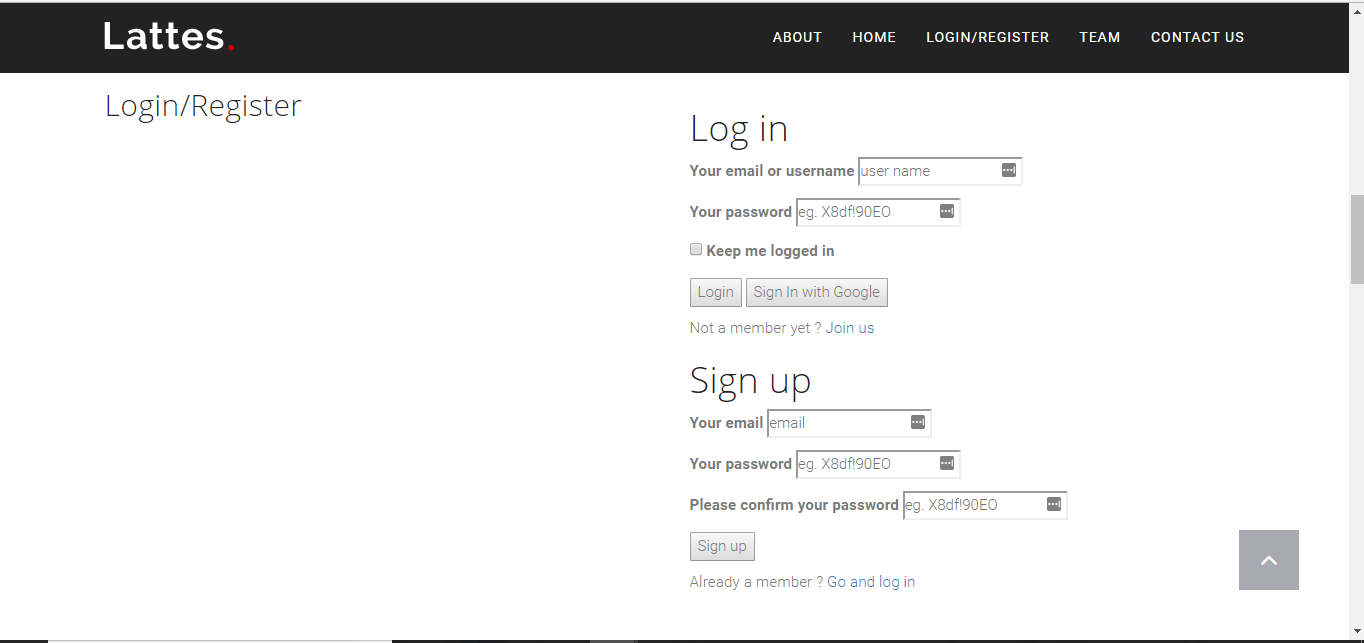 Lattes.
ABOUT HOME LOGIN/REGISTER TEAM CONTACT US
Login/Register
Log in
Your email or username user name
Your password eg. X8df!90EO
Keep me logged in
Login Sign In with Google
Not a member yet ? Join us
Sign up
Your email email
Your password eg. X8df!90EO
Please confirm your password eg. X8df!90EO
Sign up
Already a member ? Go and log in